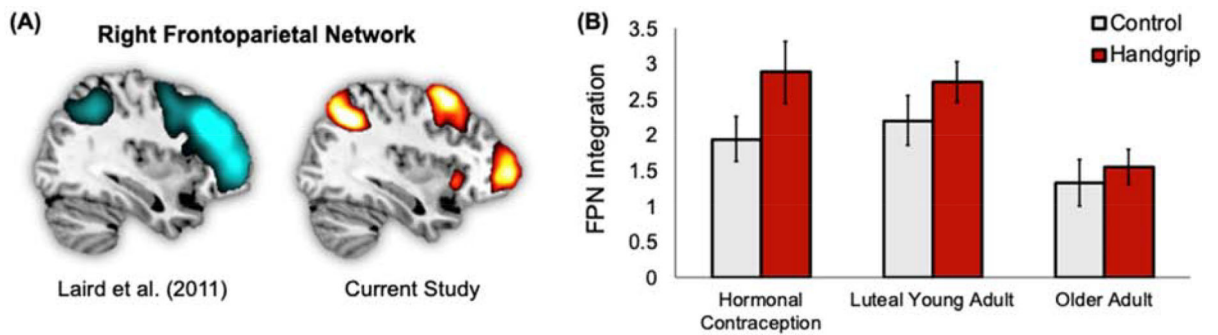 (A)
Right Frontoparietal Network
Laird et al. (2011)
Current Study
(B)
Control
Handgrip
FPN Integration
3.5
3
2.5
2
1.5
1
0.5
0
Hormonal
Contraception
Luteal Young Adult
Older Adult